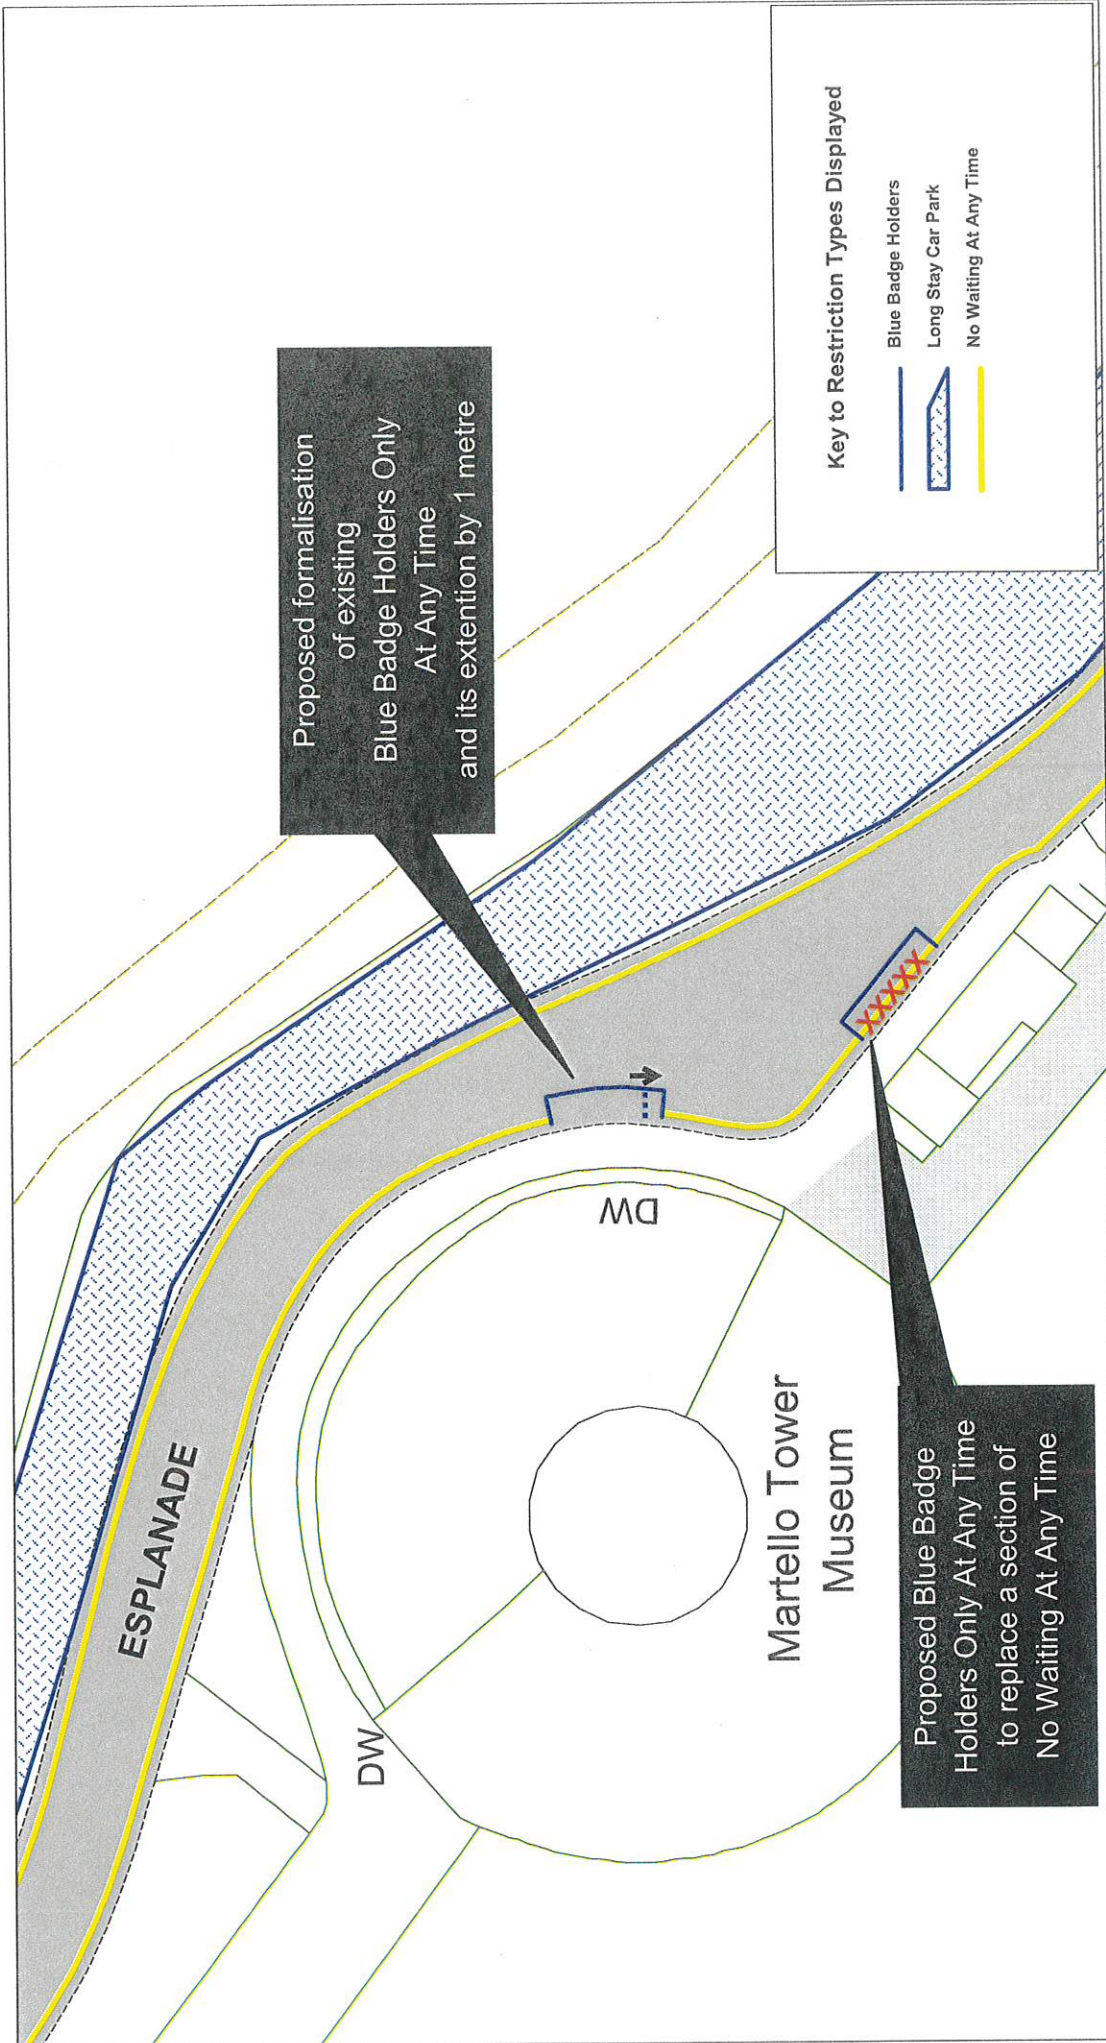 Proposed formalisation
of existing
Blue Badge Holders Only
At Any Time
and its extention by 1 metre
ESPLANADE
DW
DW
Martello Tower
Museum
Proposed Blue Badge
Holders Only At Any Time
to replace a section of
No Waiting At Any Time
XXXXX
Key to Restriction Types Displayed
Blue Badge Holders
Long Stay Car Park
No Waiting At Any Time